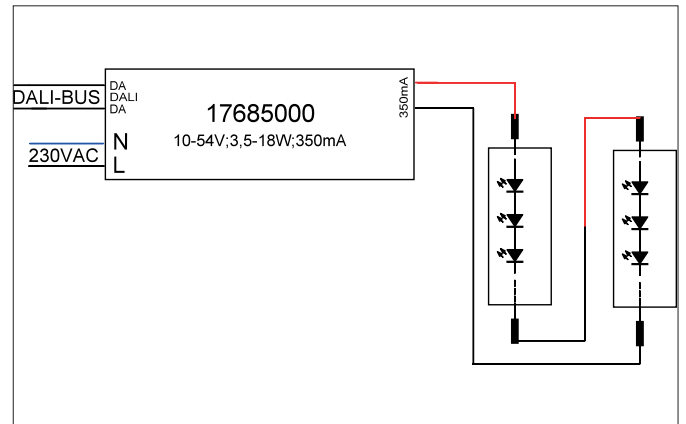 DA
DALI
DALI-BUS
DA
N
230VAC
L
17685000
10-54V;3,5-18W;350mA
350mA